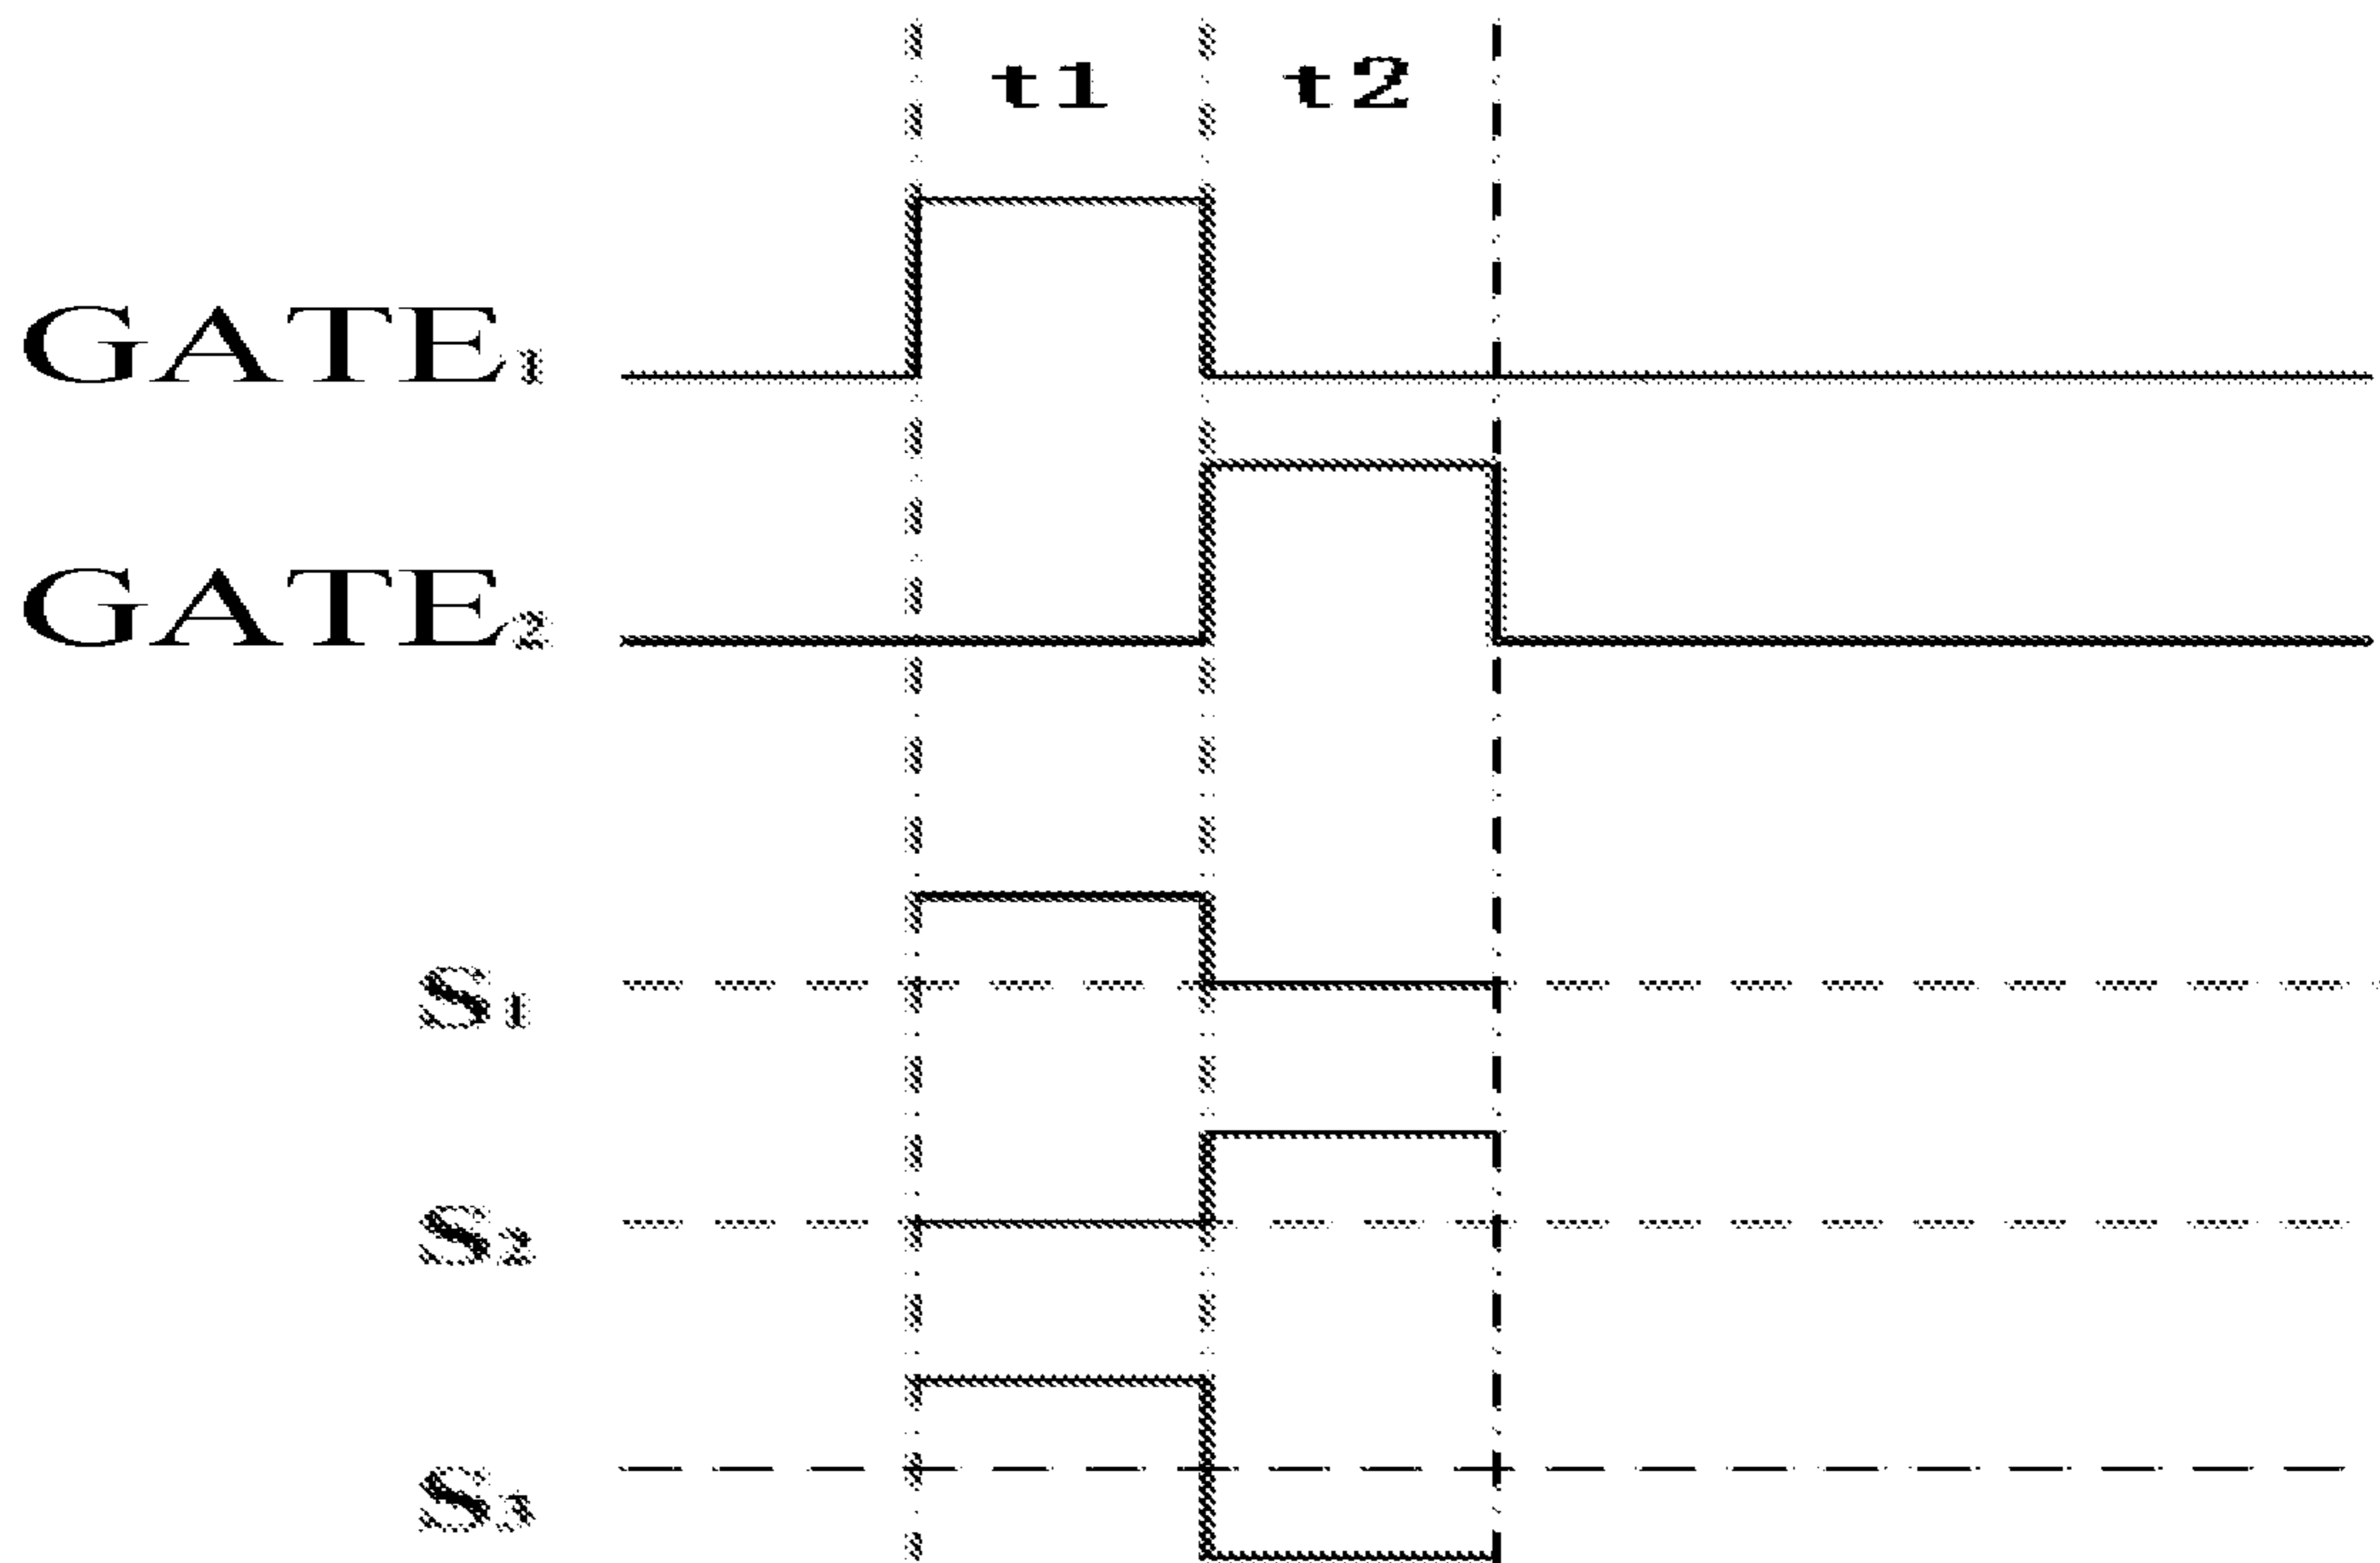 t1 t2
GATE₁
GATE₂
S₁
S₂
S₃